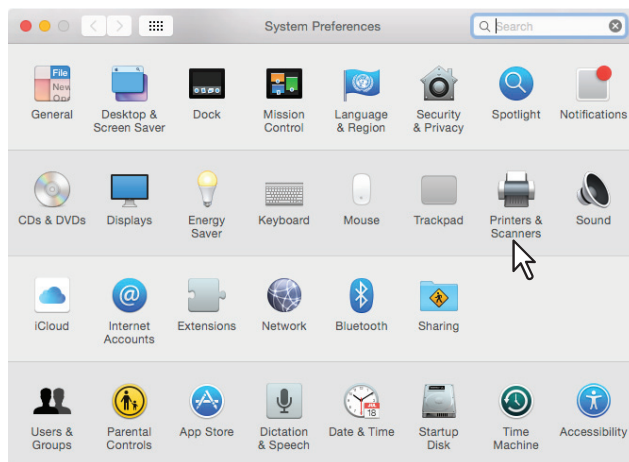 System Preferences
Search
File
New
Ope
General
Desktop &
Screen Saver
Dock
Mission
Control
Language
& Region
Security
& Privacy
Spotlight
Notifications
CDs & DVDs
Displays
Energy
Saver
Keyboard
Mouse
Trackpad
Printers &
Scanners
Sound
iCloud
@
Internet
Accounts
Extensions
Network
Bluetooth
Sharing
Users &
Groups
Parental
Controls
App Store
Dictation
& Speech
18
Date & Time
Startup
Disk
Time
Machine
Accessibility